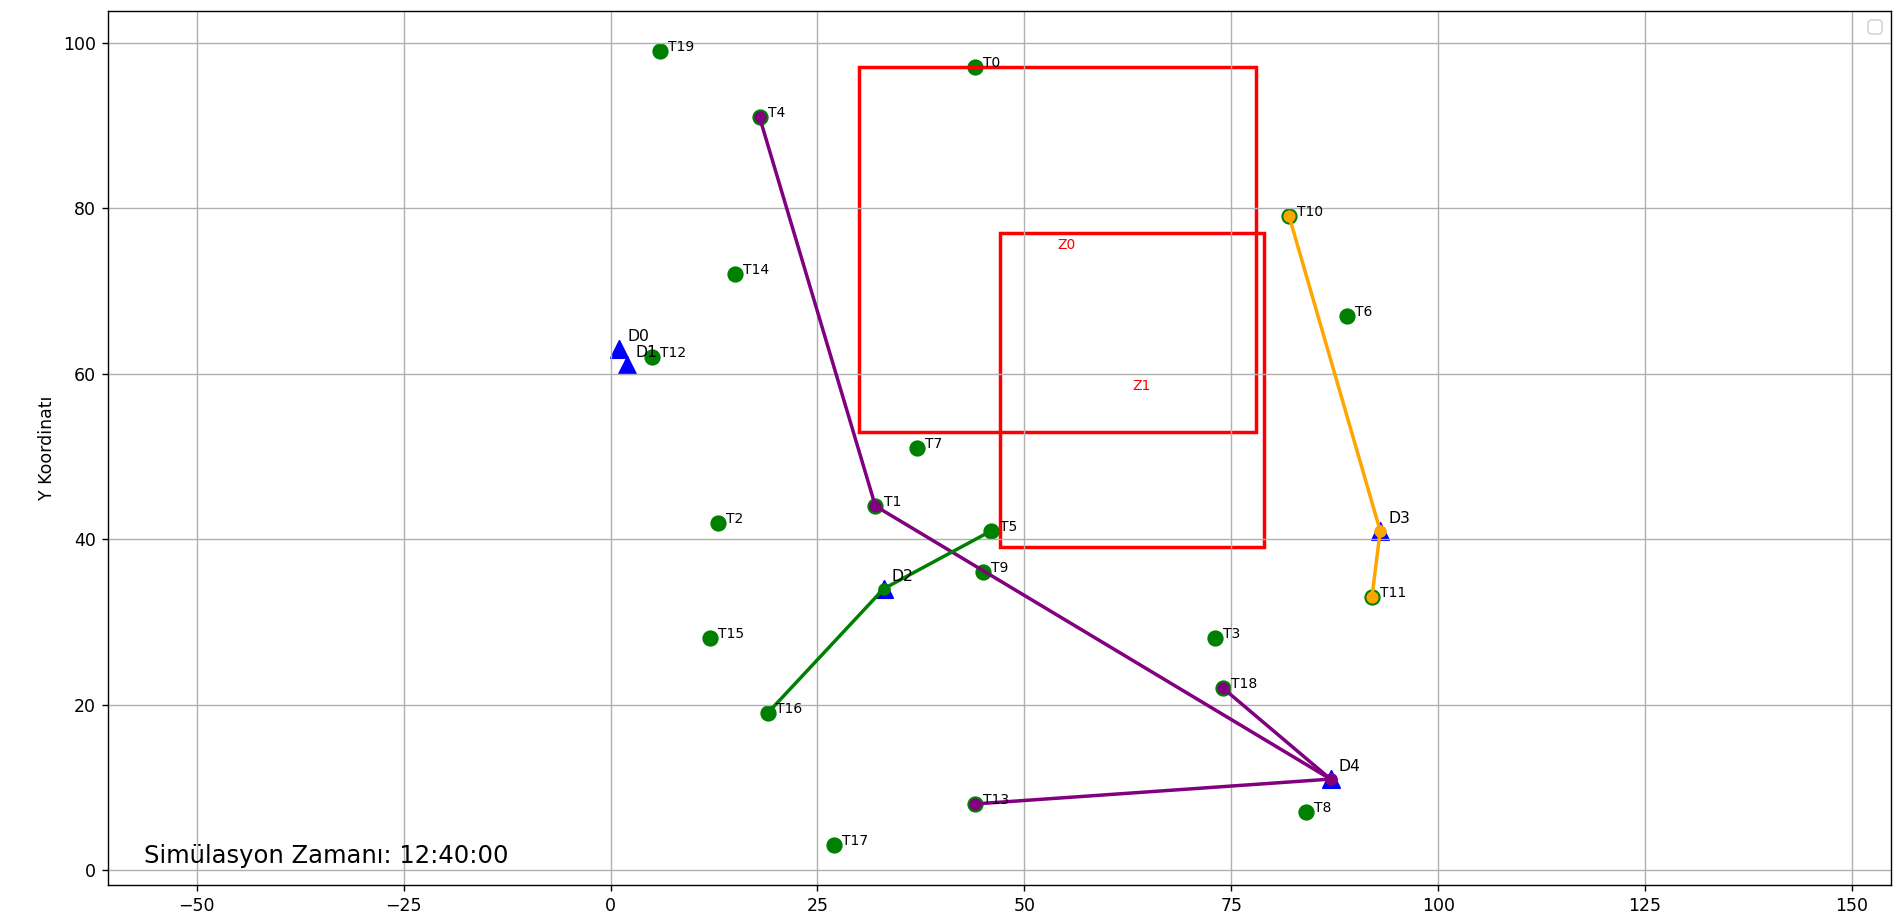 100
80
60
40
20
0
Y Koordinatı
T19
T0
T4
T10
Z0
T14
T6
D0
D1
T12
Z1
T7
T1
T2
T5
D3
D2
T9
T11
T15
T3
T18
T16
D4
T13
T8
T17
Simülasyon Zamanı: 12:40:00
−50
−25
0
25
50
75
100
125
150